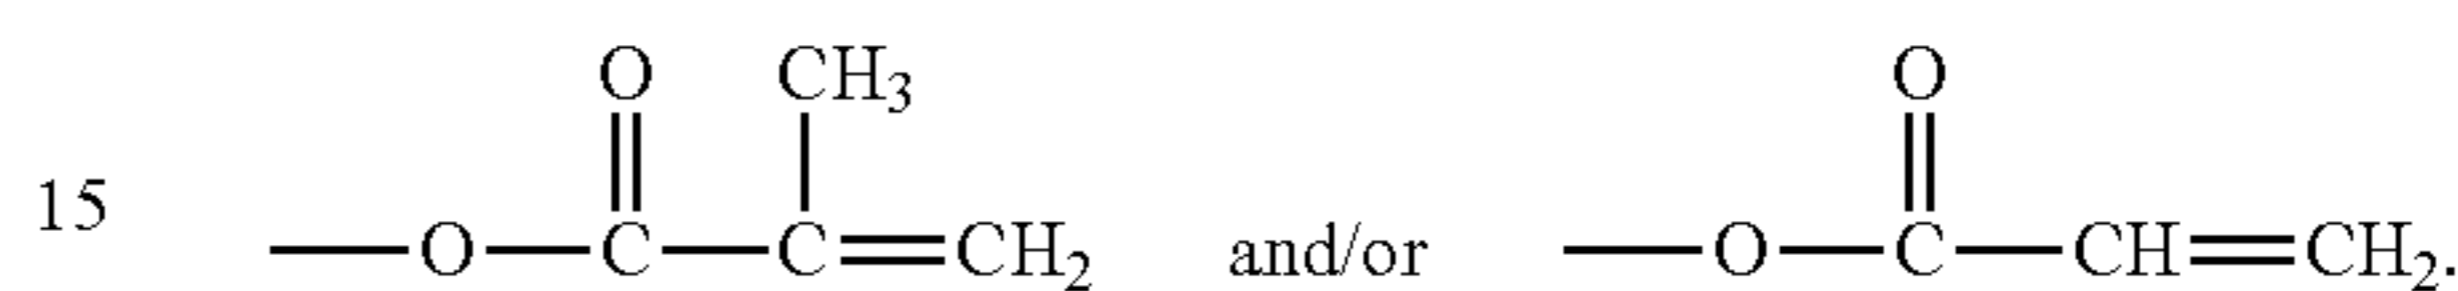 O CH3 O
15 —O—C—C=CH2 and/or —O—C—CH=CH2.